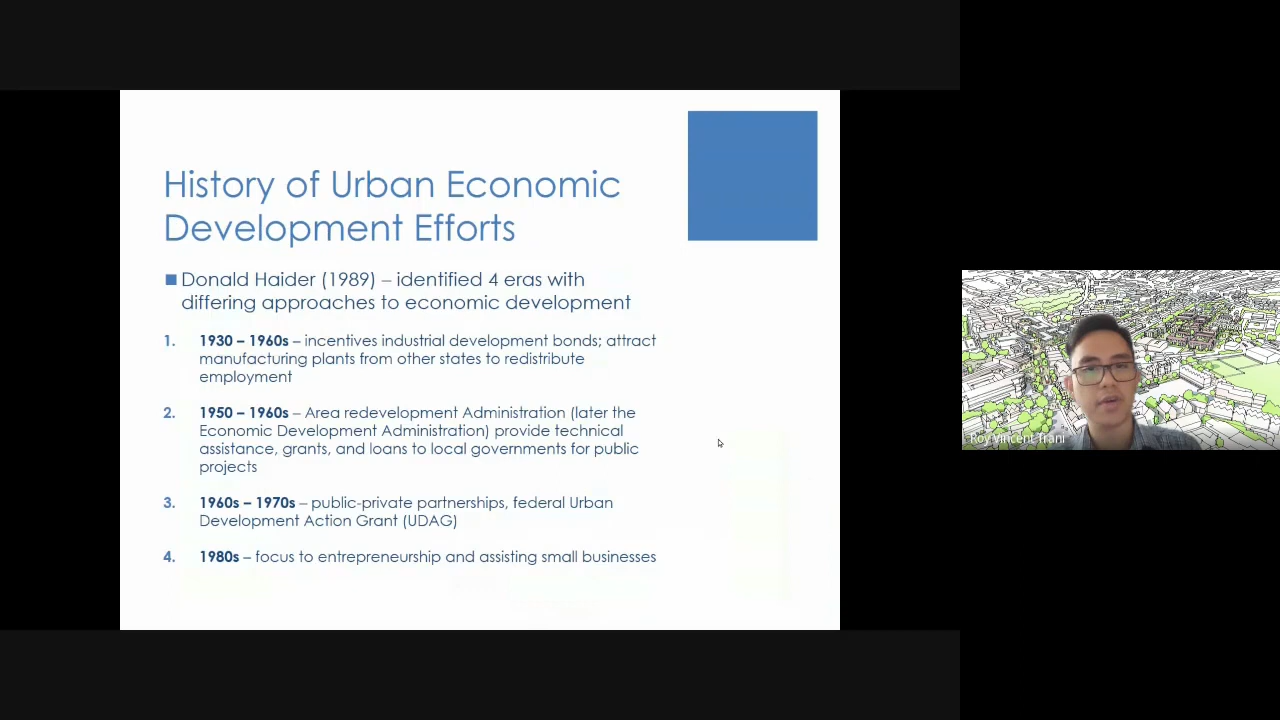 History of Urban Economic
Development Efforts
Donald Haider (1989) – identified 4 eras with
differing approaches to economic development
1. 1930 – 1960s – incentives industrial development bonds; attract
manufacturing plants from other states to redistribute
employment
2. 1950 – 1960s – Area redevelopment Administration (later the
Economic Development Administration) provide technical
assistance, grants, and loans to local governments for public
projects
3. 1960s – 1970s – public-private partnerships, federal Urban
Development Action Grant (UDAG)
4. 1980s – focus to entrepreneurship and assisting small businesses
Roy Vincent Trani